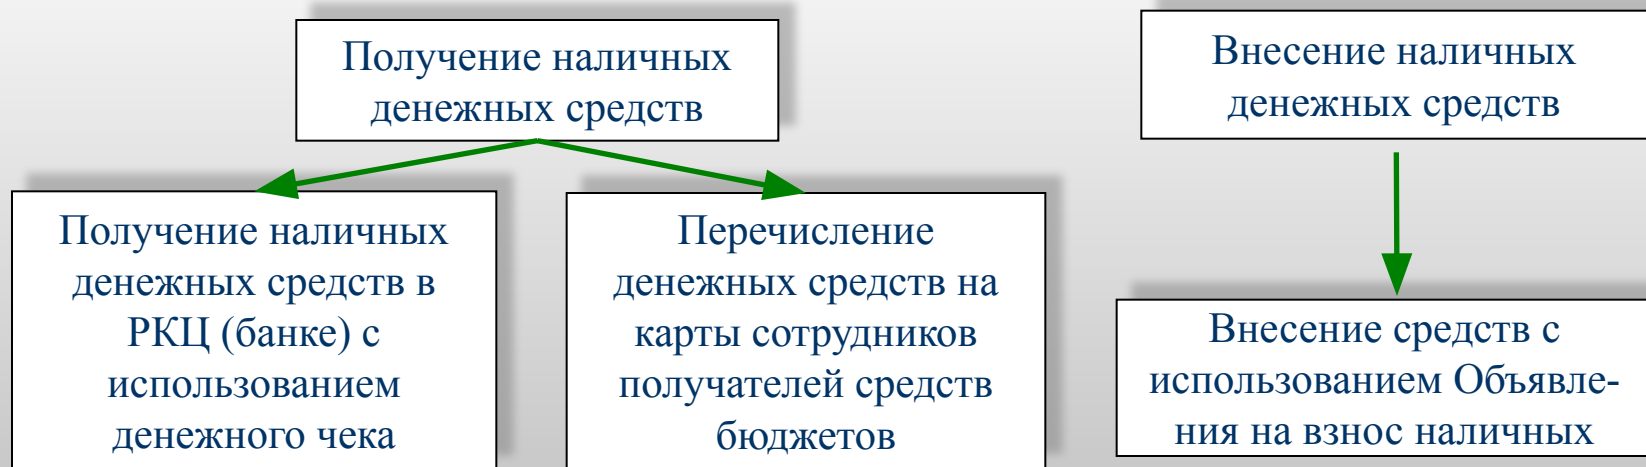 Получение наличных
денежных средств
Внесение наличных
денежных средств
Получение наличных
денежных средств в
РКЦ (банке) с
использованием
денежного чека
Перечисление
денежных средств на
карты сотрудников
получателей средств
бюджетов
Внесение средств с
использованием Объявле-
ния на взнос наличных